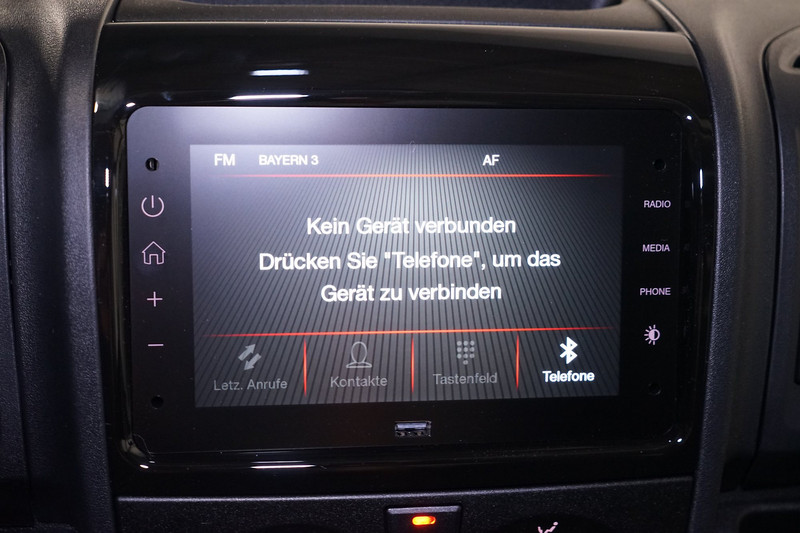 FM BAYERN 3 AF
Kein Gerät verbunden
Drücken Sie "Telefone", um das
Gerät zu verbinden
Letz. Anrufe Kontakte Tastenfeld Telefone
RADIO
MEDIA
PHONE